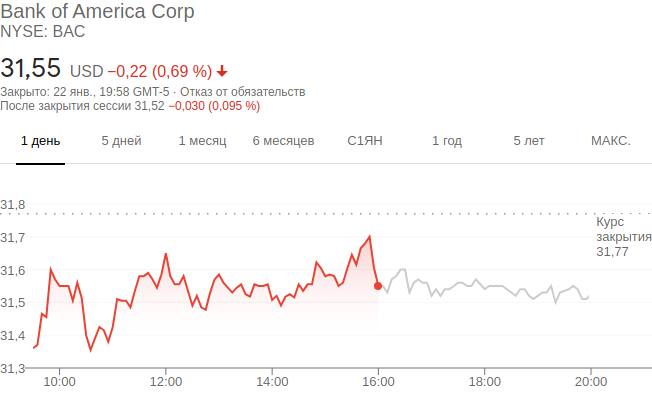 Bank of America Corp
NYSE: BAC
31,55 USD −0,22 (0,69 %)
Закрыто: 22 янв., 19:58 GMT-5 · Отказ от обязательств
После закрытия сессии 31,52 −0,030 (0,095 %)
1 день 5 дней 1 месяц 6 месяцев С1ЯН 1 год 5 лет МАКС.
31,8
Курс
закрытия
31,77
31,7
31,6
31,5
31,4
31,3
10:00 12:00 14:00 16:00 18:00 20:00